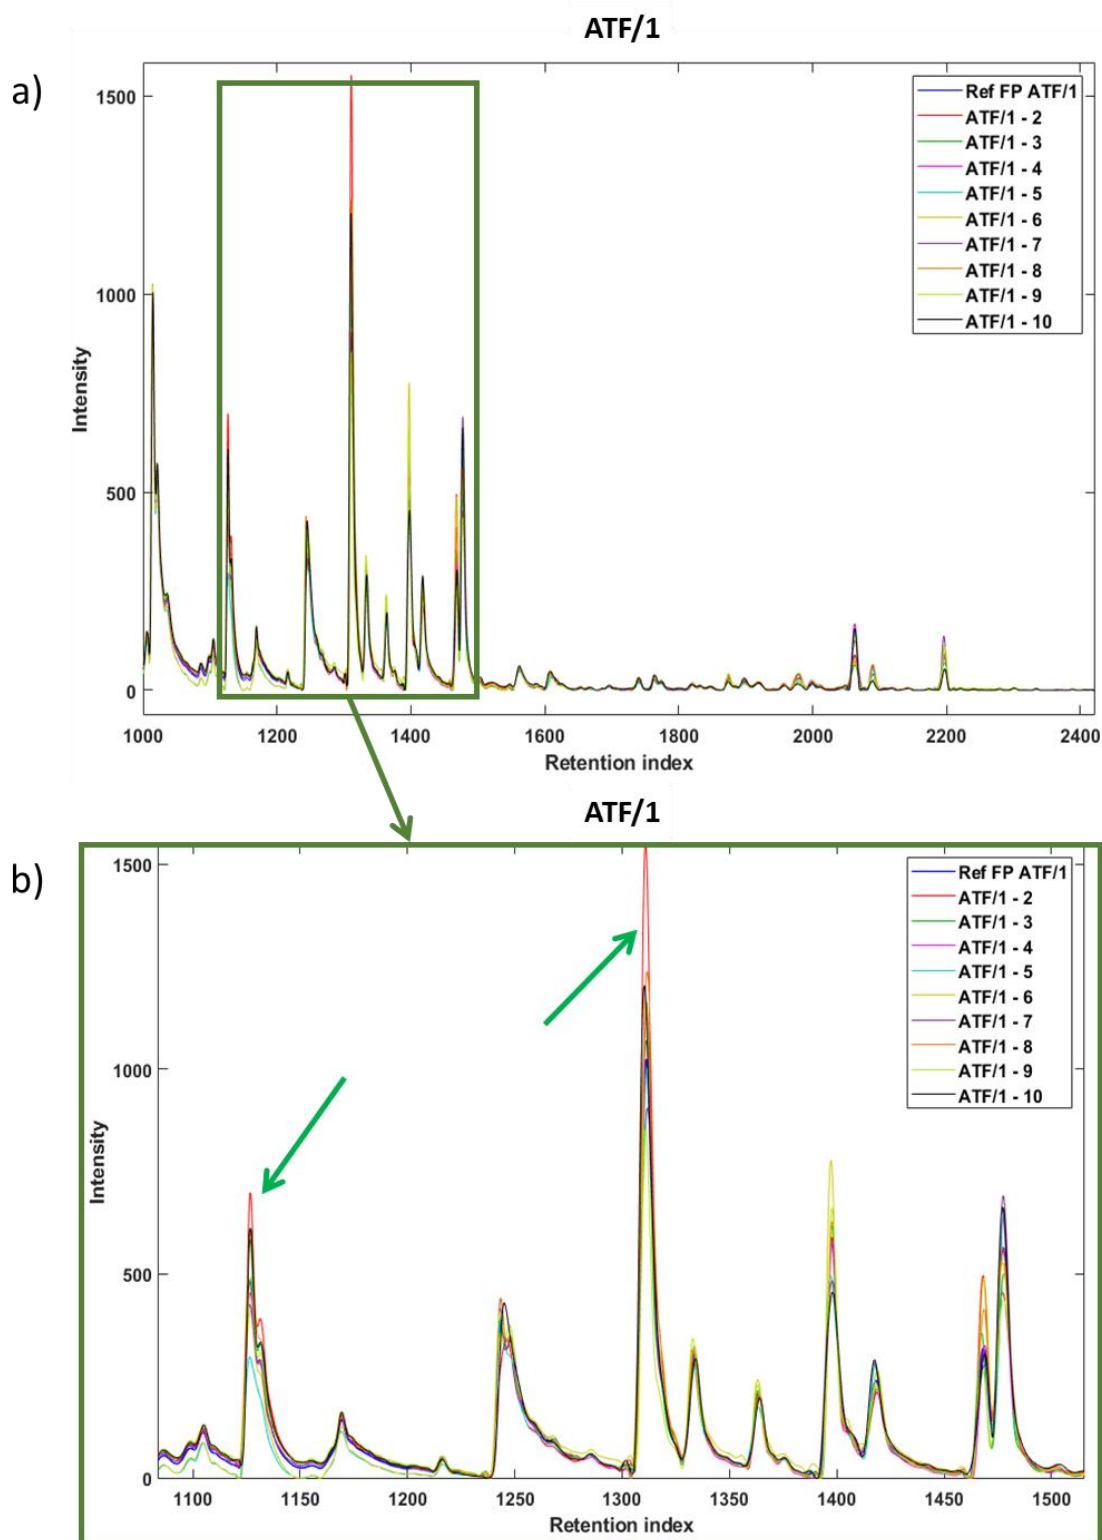 ATF/1
a)
1500
1000
500
0
Intensity
1000 1200 1400 1600 1800 2000 2200 2400
Retention index
Ref FP ATF/1
ATF/1 - 2
ATF/1 - 3
ATF/1 - 4
ATF/1 - 5
ATF/1 - 6
ATF/1 - 7
ATF/1 - 8
ATF/1 - 9
ATF/1 - 10
ATF/1
b)
1500
1000
500
0
Intensity
1100 1150 1200 1250 1300 1350 1400 1450 1500
Retention index
Ref FP ATF/1
ATF/1 - 2
ATF/1 - 3
ATF/1 - 4
ATF/1 - 5
ATF/1 - 6
ATF/1 - 7
ATF/1 - 8
ATF/1 - 9
ATF/1 - 10